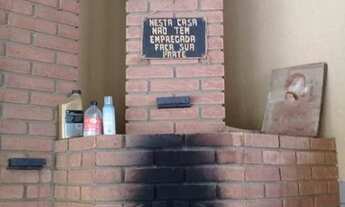 NESTA CASA
NÃO TEM
EMPREGADA
FAÇA SUA
PARTE